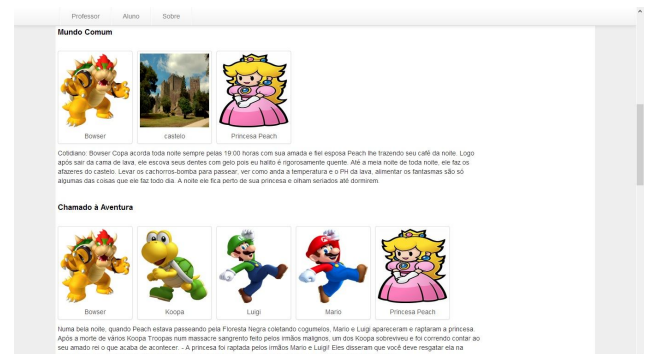 Professor Aluno Sobre
Mundo Comum
Bowser castelo Princesa Peach
Cotidiano: Bowser Copa acorda toda noite sempre pelas 19:00 horas com sua amada e fiel esposa Peach lhe trazendo seu café da noite. Logo
após sair da cama de lava, ele escova seus dentes com gelo pois eu halito é rigorosamente quente. Até a meia noite de toda noite, ele faz os
afazeres do castelo. Levar os cachorros-bomba para passear, ver como anda a temperatura e o PH da lava, alimentar os fantasmas são só
algumas das coisas que ele faz todo dia. A noite ele fica perto de sua princesa e olham seriados até dormirem.
Chamado à Aventura
Bowser Koopa Luigi Mario Princesa Peach
Numa bela noite, quando Peach estava passeando pela Floresta Negra coletando cogumelos, Mario e Luigi apareceram e raptaram a princesa.
Após a morte de vários Koopa Troopas num massacre sangrento feito pelos irmãos malignos, um dos Koopa sobreviveu e foi correndo contar ao
seu amado rei o que acaba de acontecer. - A princesa foi raptada pelos irmãos Mario e Luigi! Eles disseram que você deve resgatar ela na